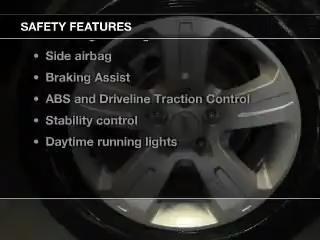 SAFETY FEATURES
• Side airbag
• Braking Assist
• ABS and Driveline Traction Control
• Stability control
• Daytime running lights